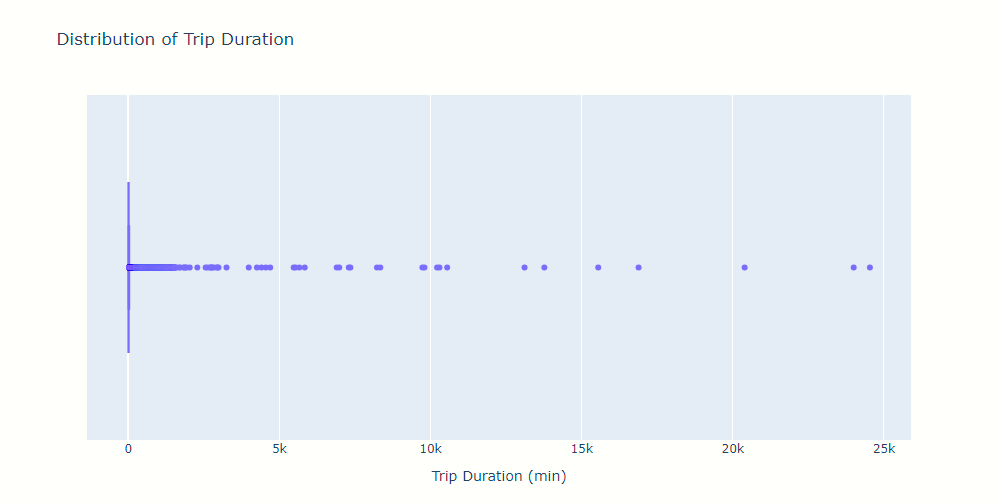 Distribution of Trip Duration
0 5k 10k 15k 20k 25k
Trip Duration (min)